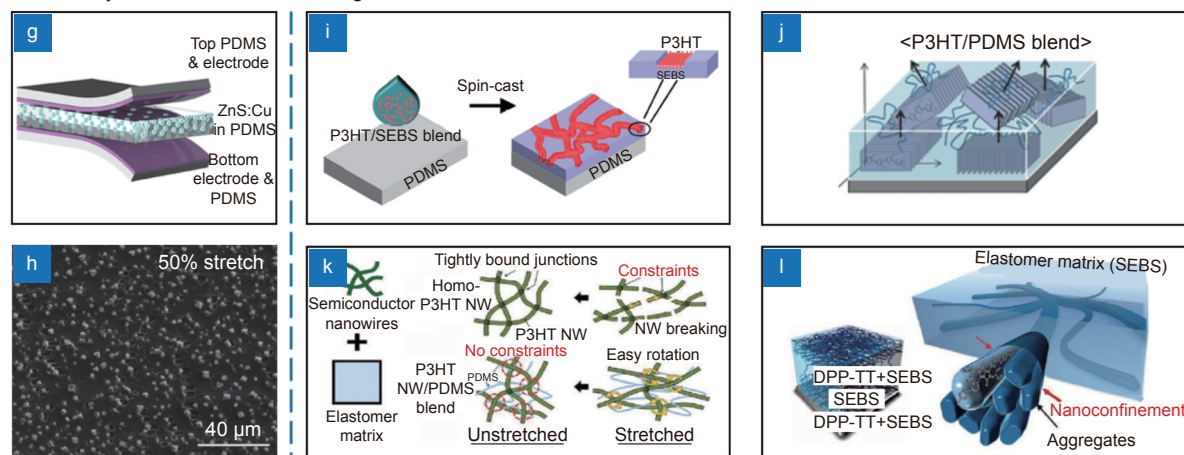 g
Top PDMS
& electrode
ZnS:Cu
in PDMS
Bottom
electrode &
PDMS
i
P3HT
SEBS
Spin-cast
P3HT/SEBS blend
PDMS
PDMS
j
<P3HT/PDMS blend>
h
50% stretch
40 μm
k
Semiconductor
nanowires
+
Elastomer
matrix
Tightly bound junctions
Homo-
P3HT NW
P3HT NW
Constraints
NW breaking
No constraints
P3HT
NW/PDMS
blend
PDMS
Easy rotation
Unstretched
Stretched
l
Elastomer matrix (SEBS)
DPP-TT+SEBS
SEBS
DPP-TT+SEBS
Nanoconfinement
Aggregates